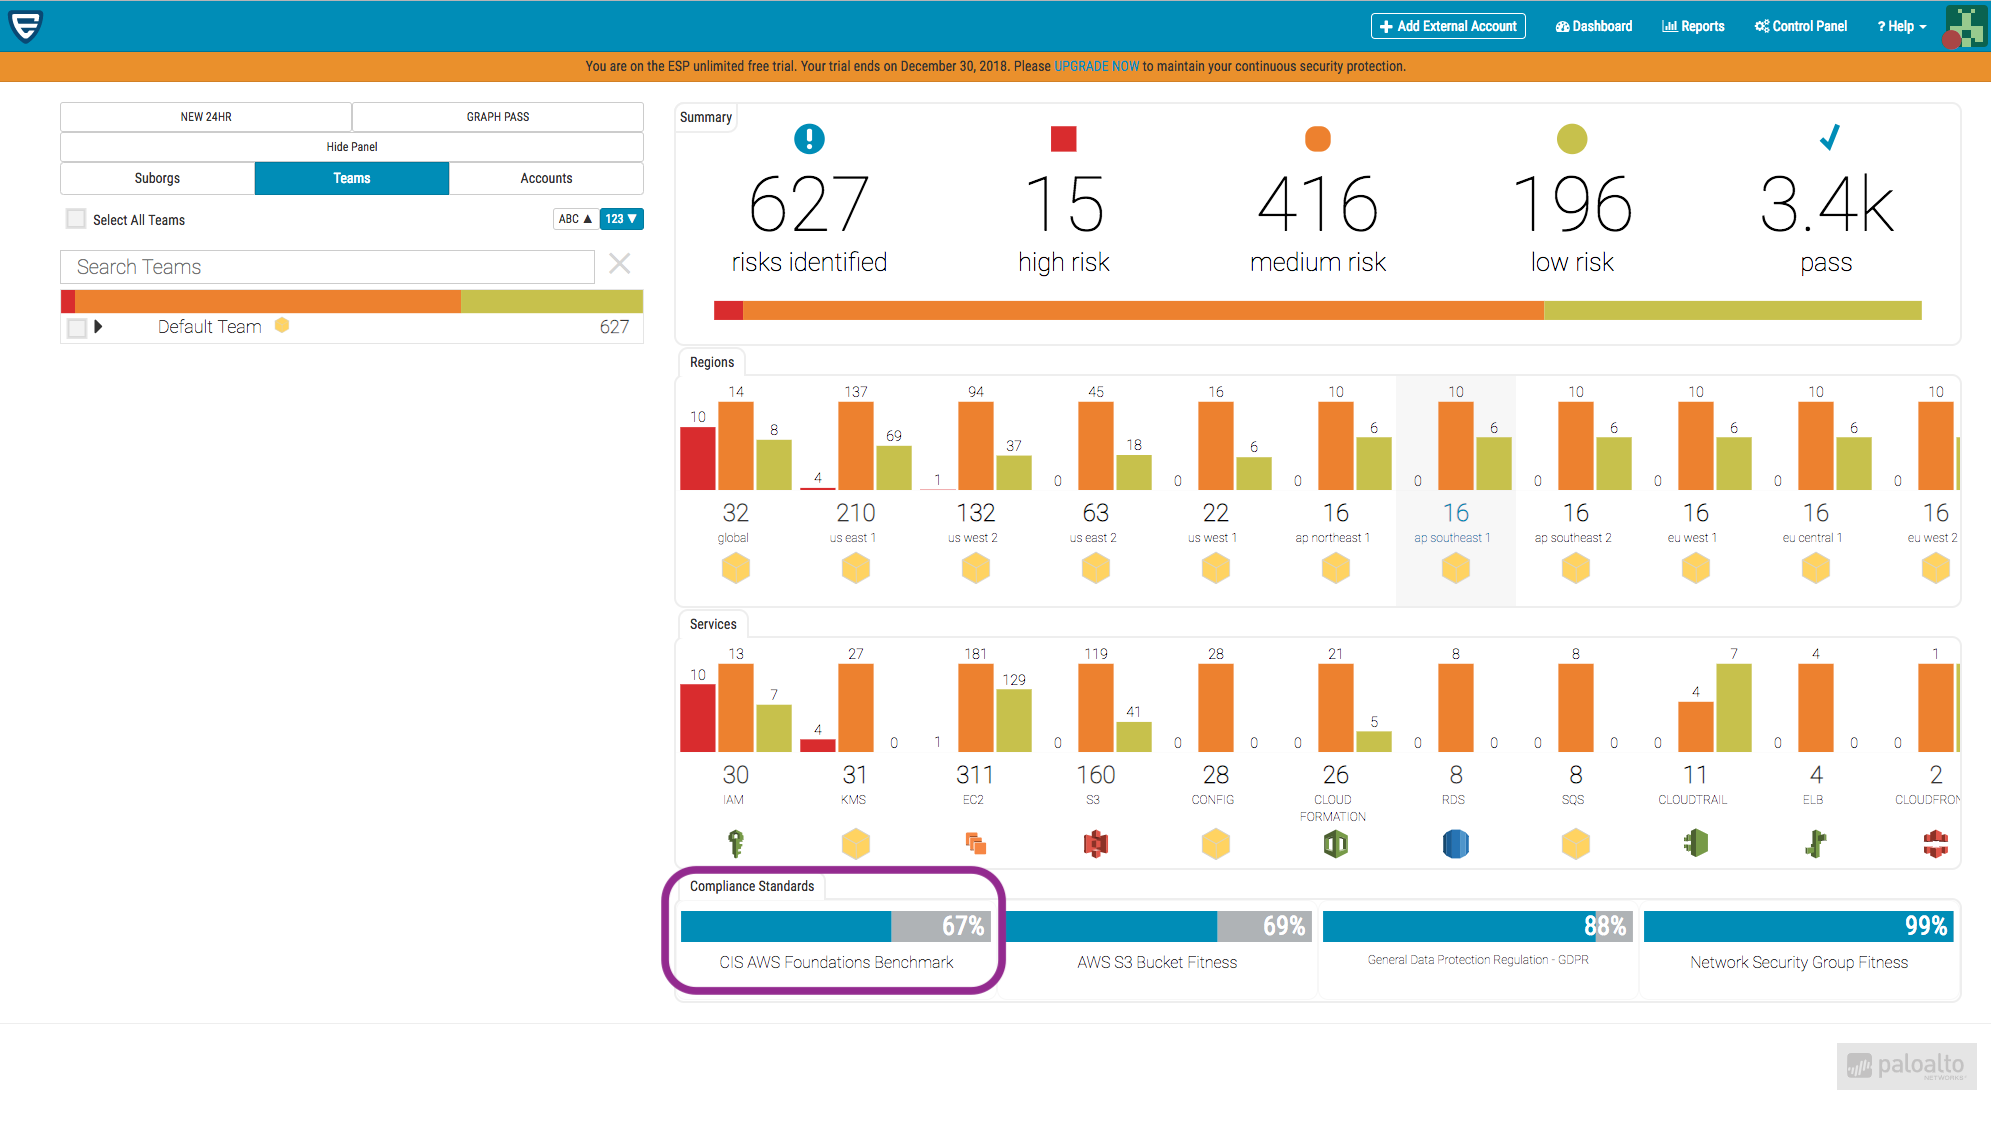 Add External Account
Dashboard
Reports
Control Panel
? Help
You are on the ESP unlimited free trial. Your trial ends on December 30, 2018. Please UPGRADE NOW to maintain your continuous security protection.
NEW 24HR
GRAPH PASS
Hide Panel
Suborgs
Teams
Accounts
Select All Teams
ABC ▲
123 ▼
Search Teams
Default Team
627
Summary
627
15
416
196
3.4k
risks identified
high risk
medium risk
low risk
pass
Regions
10 14 8
4 137 69
1 94 37
0 45 18
0 16 6
0 10 6
0 10 6
0 10 6
0 10 6
0 10 6
0 10
32 210 132 63 22 16 16 16 16 16 16
global
us east 1
us west 2
us east 2
us west 1
ap northeast 1
ap southeast 1
ap southeast 2
eu west 1
eu central 1
eu west 2
Services
10 13 7
4 27 0
1 181 129
0 119 41
0 28 0
0 21 5
0 8 0
0 8 0
0 4 7
0 4 0
0 1
30 31 311 160 28 26 8 8 11 4 2
IAM
KMS
EC2
S3
CONFIG
CLOUD
FORMATION
RDS
SQS
CLOUDTRAIL
ELB
CLOUDFRON
Compliance Standards
67%
69%
88%
99%
CIS AWS Foundations Benchmark
AWS S3 Bucket Fitness
General Data Protection Regulation - GDPR
Network Security Group Fitness
paloalto
NETWORKS